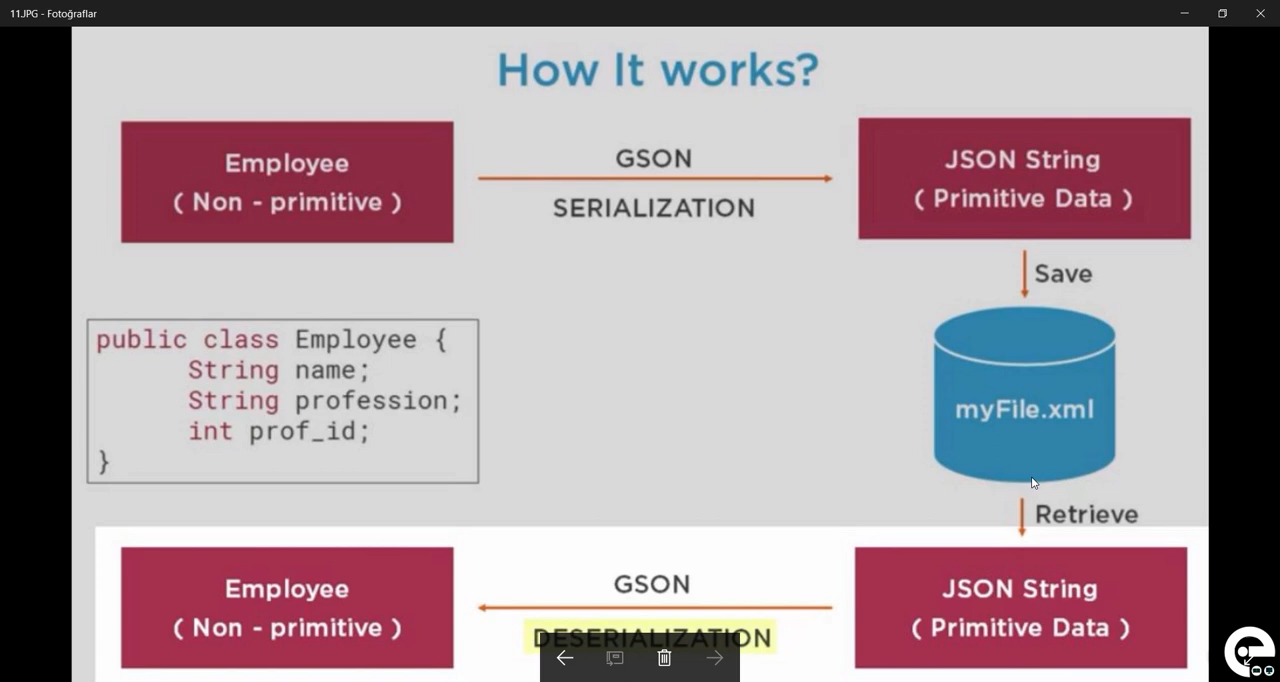 11.JPG - Fotoğraflar
How It works?
Employee
( Non - primitive )
GSON
SERIALIZATION
JSON String
( Primitive Data )
Save
public class Employee {
String name;
String profession;
int prof_id;
}
myFile.xml
Retrieve
Employee
( Non - primitive )
GSON
DESERIALIZATION
JSON String
( Primitive Data )